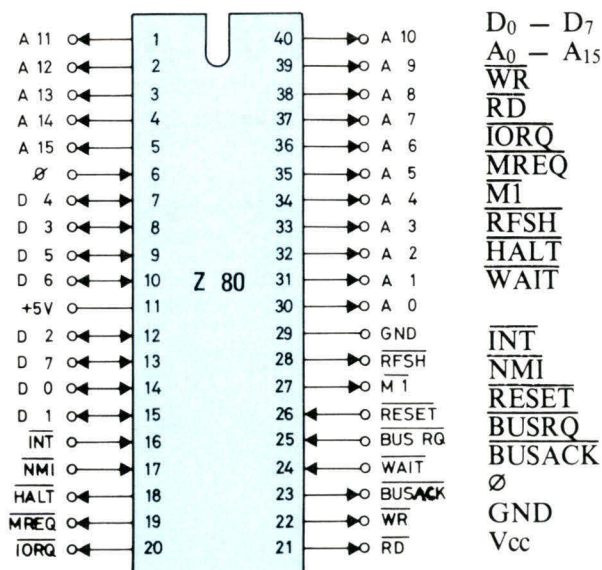 A 11 1 40 A 10
A 12 2 39 A 9
A 13 3 38 A 8
A 14 4 37 A 7
A 15 5 36 A 6
Ø 6 35 A 5
D 4 7 34 A 4
D 3 8 33 A 3
D 5 9 32 A 2
D 6 10 31 A 1
+5V 11 30 A 0
D 2 12 29 GND
D 7 13 28 RFSH
D 0 14 27 M 1
D 1 15 26 RESET
INT 16 25 BUS RQ
NMI 17 24 WAIT
HALT 18 23 BUSACK
MREQ 19 22 WR
IORQ 20 21 RD
Z 80
D₀ – D₇
A₀ – A₁₅
WR
RD
IORQ
MREQ
M1
RFSH
HALT
WAIT
INT
NMI
RESET
BUSRQ
BUSACK
Ø
GND
Vcc